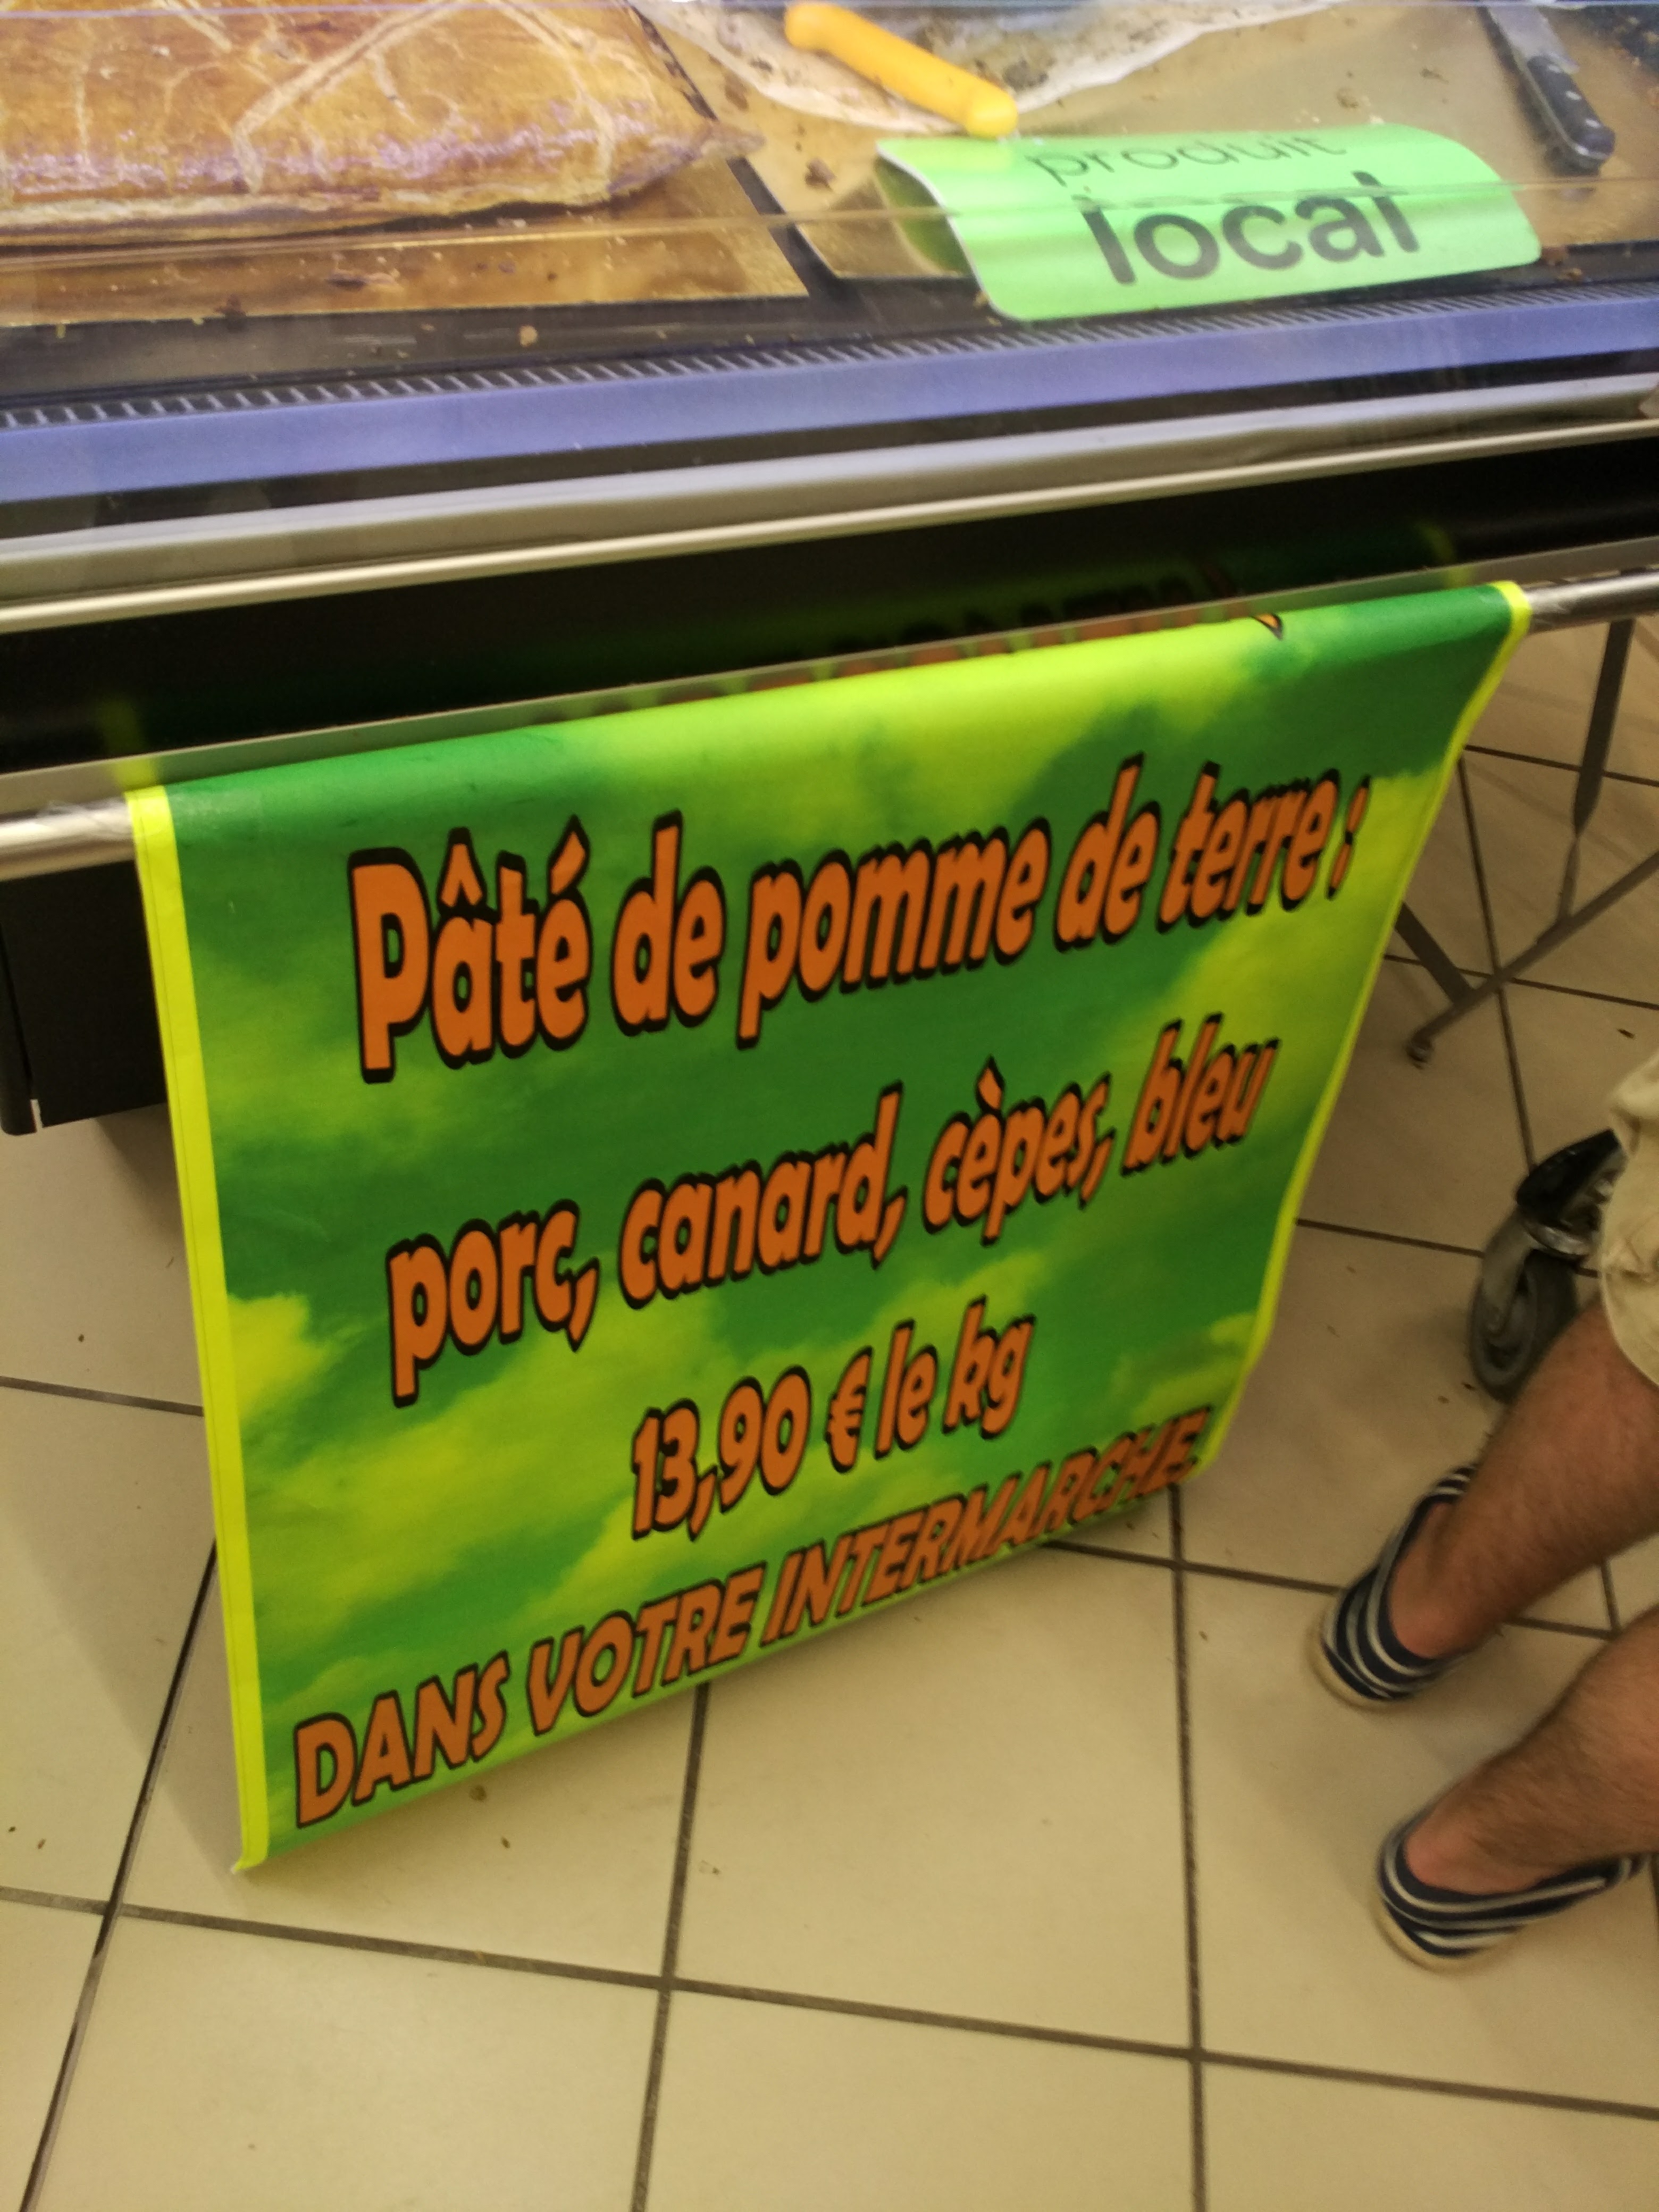 produit
local
Pâté de pomme de terre :
porc, canard, cèpes, bleu
13,90 € le kg
DANS VOTRE INTERMARCHE